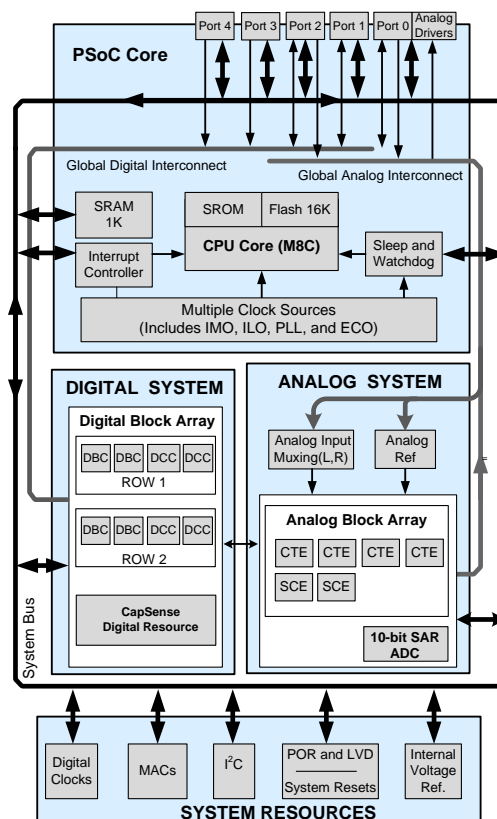 Port 4 Port 3 Port 2 Port 1 Port 0 Analog Drivers
PSoC Core
Global Digital Interconnect
Global Analog Interconnect
SRAM
1K
SROM Flash 16K
CPU Core (M8C)
Interrupt
Controller
Sleep and
Watchdog
Multiple Clock Sources
(Includes IMO, ILO, PLL, and ECO)
DIGITAL SYSTEM
Digital Block Array
DBC DBC DCC DCC
ROW 1
DBC DBC DCC DCC
ROW 2
CapSense
Digital Resource
ANALOG SYSTEM
Analog Input
Muxing(L,R)
Analog
Ref
Analog Block Array
CTE CTE CTE CTE
SCE SCE
10-bit SAR
ADC
System Bus
Digital
Clocks
MACs
I²C
POR and LVD
System Resets
Internal
Voltage
Ref.
SYSTEM RESOURCES